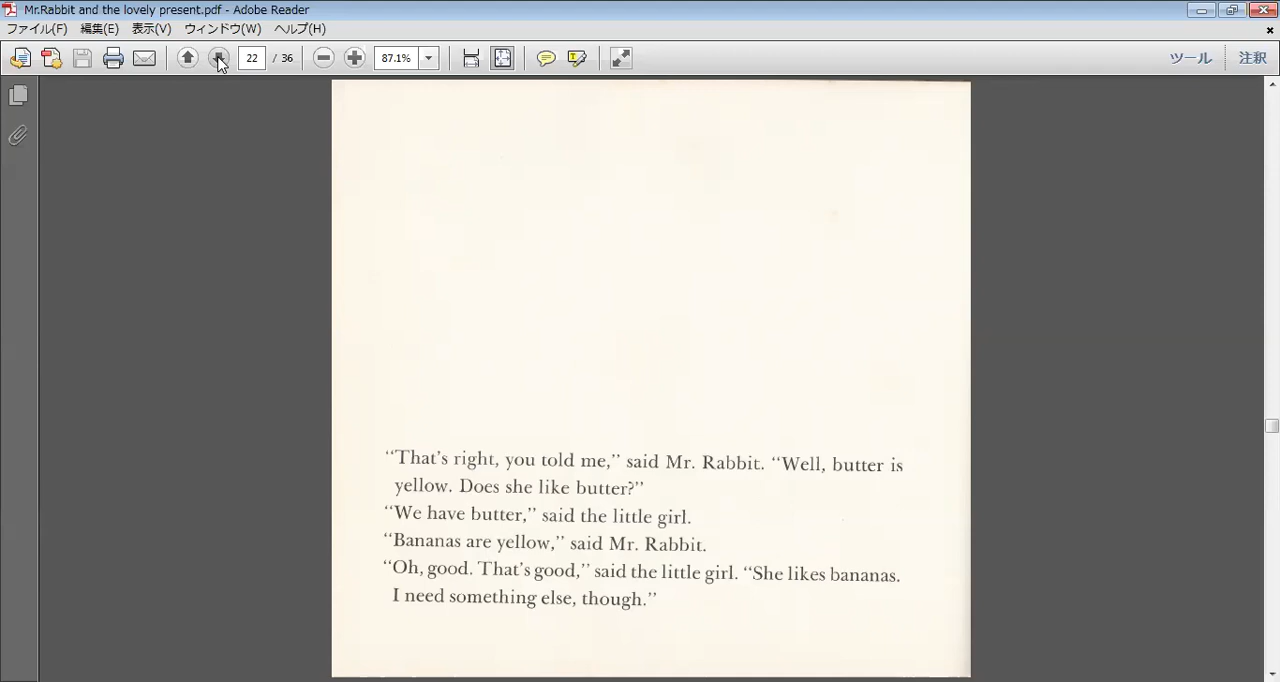 Mr.Rabbit and the lovely present.pdf - Adobe Reader
ファイル(F) 編集(E) 表示(V) ウィンドウ(W) ヘルプ(H)
22 / 36 87.1% ツール 注釈
“That’s right, you told me,” said Mr. Rabbit. “Well, butter is
yellow. Does she like butter?”
“We have butter,” said the little girl.
“Bananas are yellow,” said Mr. Rabbit.
“Oh, good. That’s good,” said the little girl. “She likes bananas.
I need something else, though.”